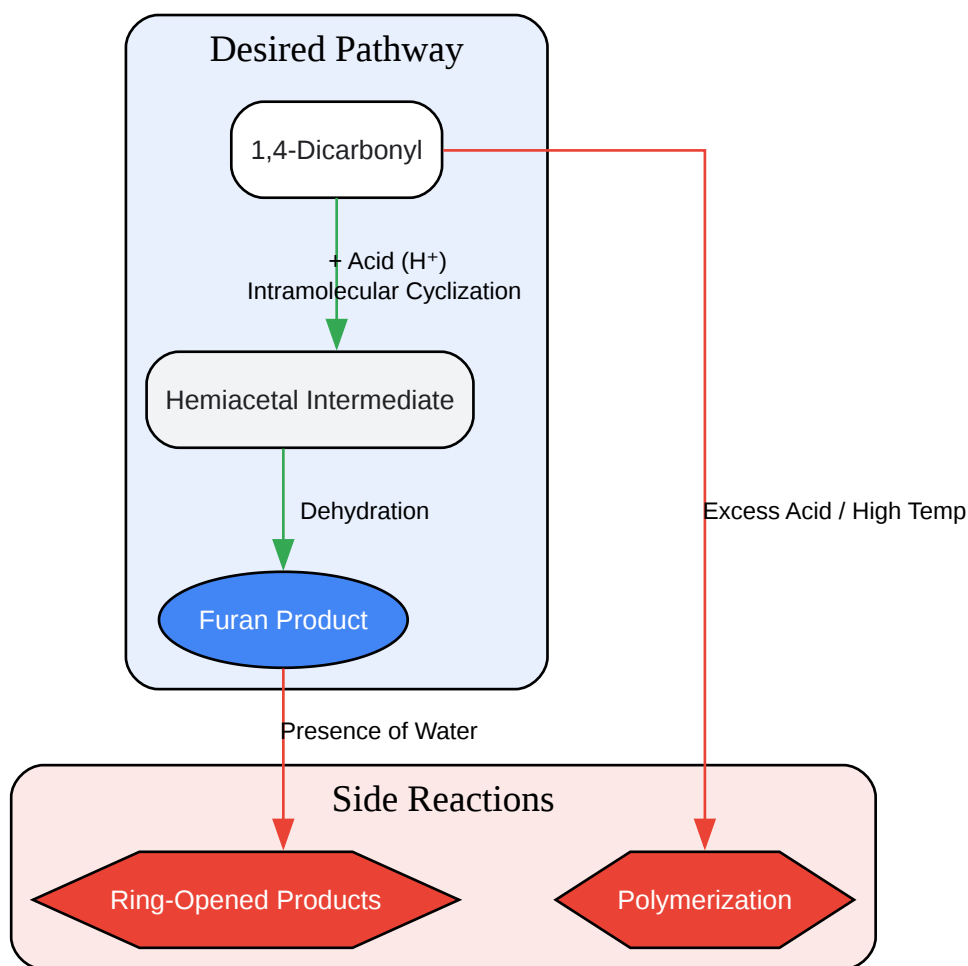 Desired Pathway
1,4-Dicarbonyl
+ Acid (H⁺)
Intramolecular Cyclization
Hemiacetal Intermediate
Dehydration
Excess Acid / High Temp
Furan Product
Presence of Water
Side Reactions
Ring-Opened Products
Polymerization